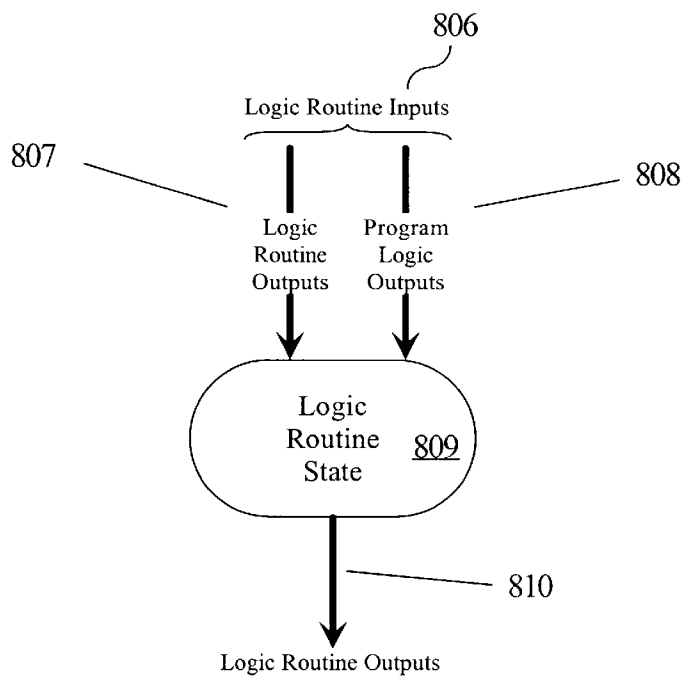 806
Logic Routine Inputs
807
808
Logic
Routine
Outputs
Program
Logic
Outputs
Logic
Routine
State
809
810
Logic Routine Outputs